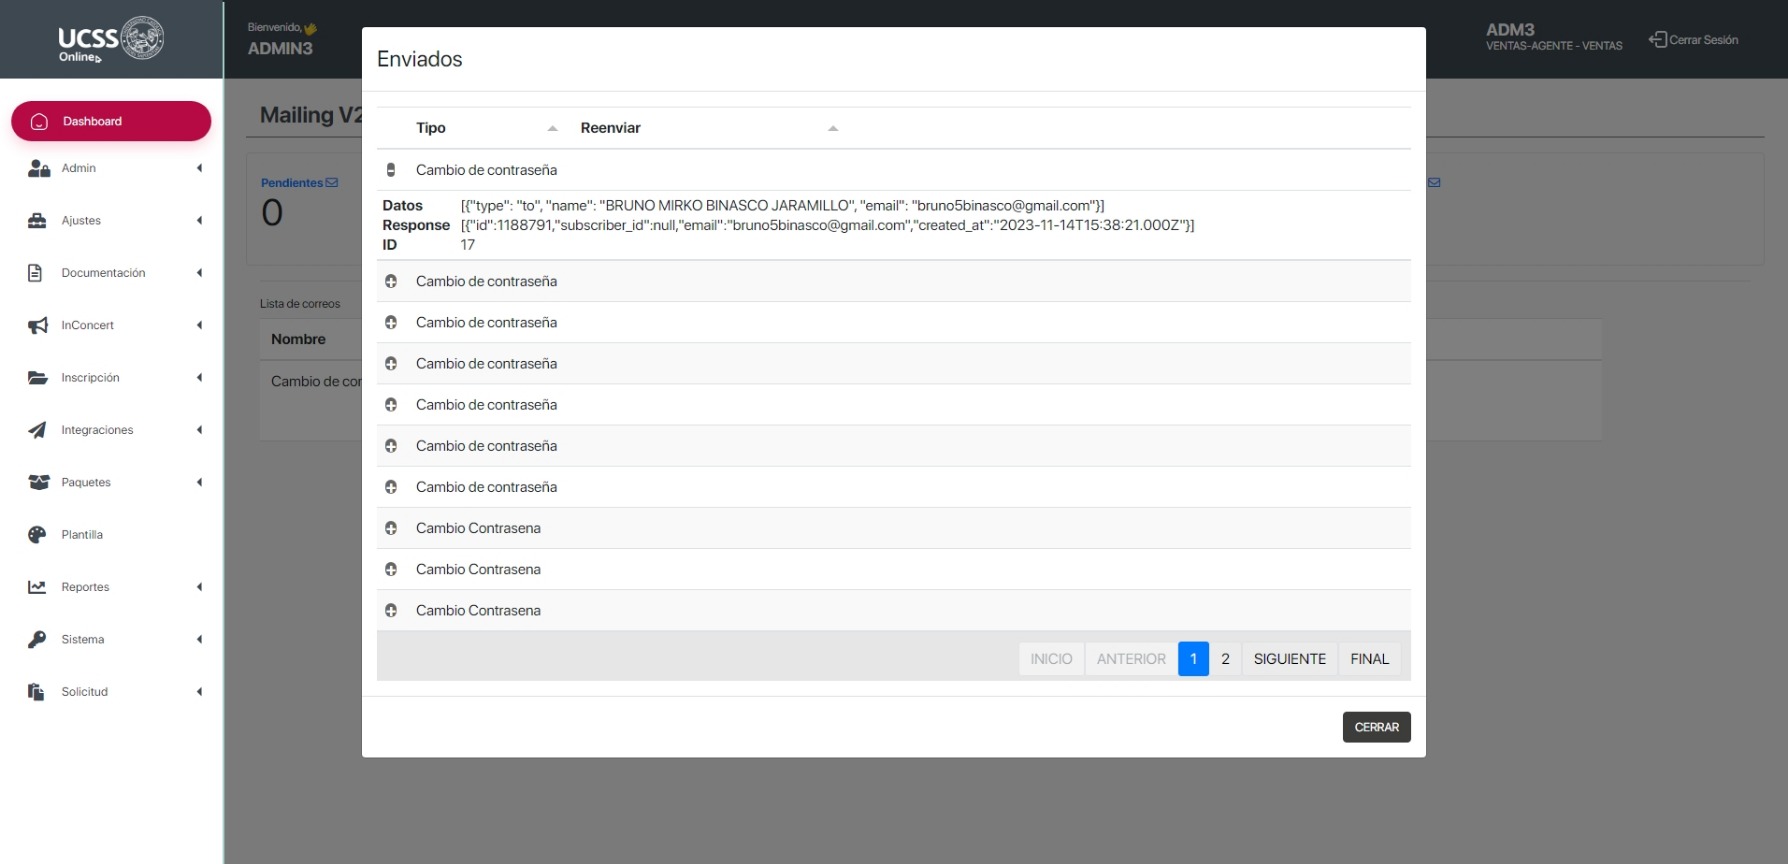 UCSS
Online
Bienvenido,
ADMIN3
ADM3
VENTAS-AGENTE - VENTAS
Cerrar Sesión
Dashboard
Admin
Ajustes
Documentación
InConcert
Inscripción
Integraciones
Paquetes
Plantilla
Reportes
Sistema
Solicitud
Mailing V2
Pendientes
0
Lista de correos
Nombre
Cambio de con
Enviados
Tipo Reenviar
Cambio de contraseña
Datos [{"type": "to", "name": "BRUNO MIRKO BINASCO JARAMILLO", "email": "bruno5binasco@gmail.com"}]
Response [{"id":1188791,"subscriber_id":null,"email":"bruno5binasco@gmail.com","created_at":"2023-11-14T15:38:21.000Z"}]
ID 17
Cambio de contraseña
Cambio de contraseña
Cambio de contraseña
Cambio de contraseña
Cambio de contraseña
Cambio de contraseña
Cambio Contrasena
Cambio Contrasena
Cambio Contrasena
INICIO ANTERIOR 1 2 SIGUIENTE FINAL
CERRAR